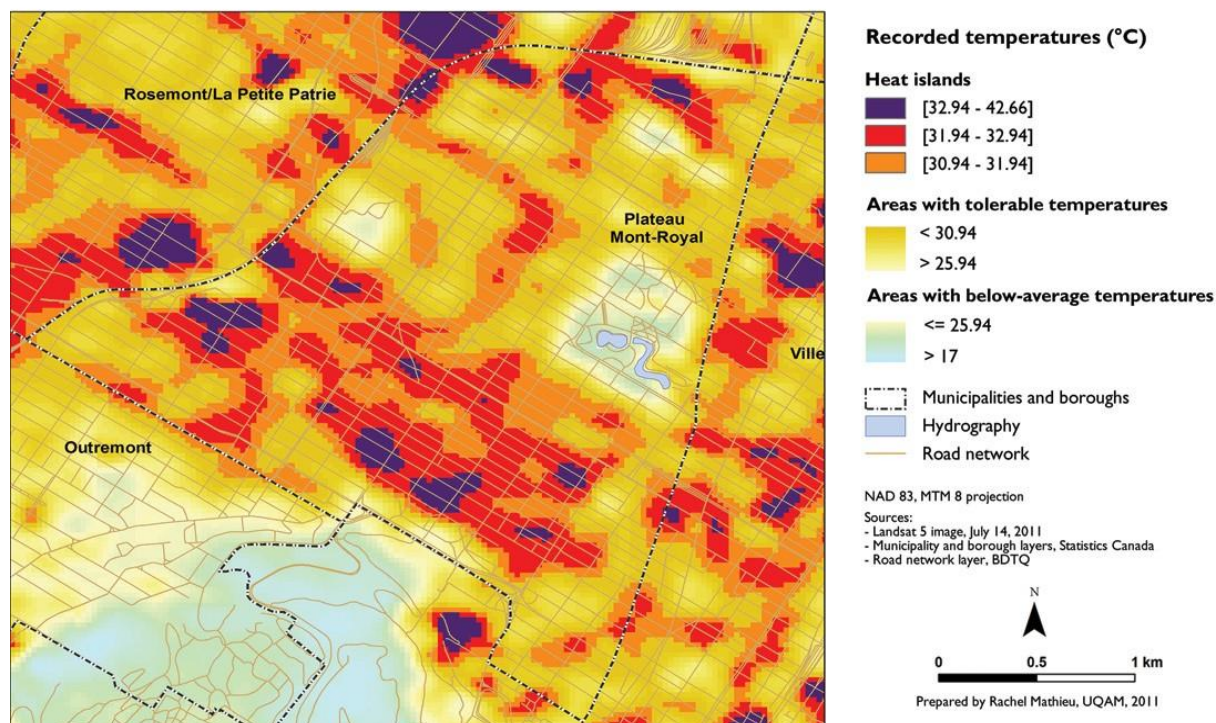 Rosemont/La Petite Patrie
Plateau
Mont-Royal
Ville
Outremont
Recorded temperatures (°C)
Heat islands
[32.94 - 42.66]
[31.94 - 32.94]
[30.94 - 31.94]
Areas with tolerable temperatures
< 30.94
> 25.94
Areas with below-average temperatures
<= 25.94
> 17
Municipalities and boroughs
Hydrography
Road network
NAD 83, MTM 8 projection
Sources:
- Landsat 5 image, July 14, 2011
- Municipality and borough layers, Statistics Canada
- Road network layer, BDTQ
N
0 0.5 1 km
Prepared by Rachel Mathieu, UQAM, 2011